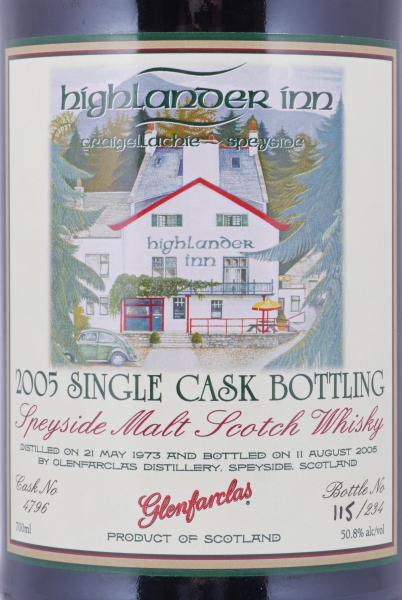 highlander inn
craigellachie - speyside
highlander
inn
2005 SINGLE CASK BOTTLING
Speyside Malt Scotch Whisky
DISTILLED ON 21 MAY 1973 AND BOTTLED ON 11 AUGUST 2005
BY GLENFARCLAS DISTILLERY, SPEYSIDE, SCOTLAND
Cask No
4796
700ml
Glenfarclas®
PRODUCT OF SCOTLAND
Bottle No
115/234
50.8% alc/vol